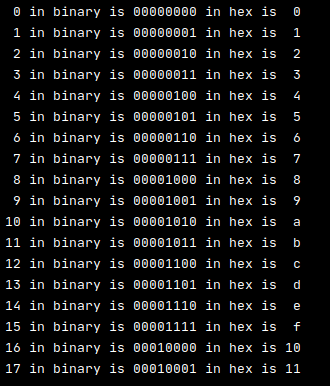 0 in binary is 00000000 in hex is  0
 1 in binary is 00000001 in hex is  1
 2 in binary is 00000010 in hex is  2
 3 in binary is 00000011 in hex is  3
 4 in binary is 00000100 in hex is  4
 5 in binary is 00000101 in hex is  5
 6 in binary is 00000110 in hex is  6
 7 in binary is 00000111 in hex is  7
 8 in binary is 00001000 in hex is  8
 9 in binary is 00001001 in hex is  9
10 in binary is 00001010 in hex is  a
11 in binary is 00001011 in hex is  b
12 in binary is 00001100 in hex is  c
13 in binary is 00001101 in hex is  d
14 in binary is 00001110 in hex is  e
15 in binary is 00001111 in hex is  f
16 in binary is 00010000 in hex is 10
17 in binary is 00010001 in hex is 11